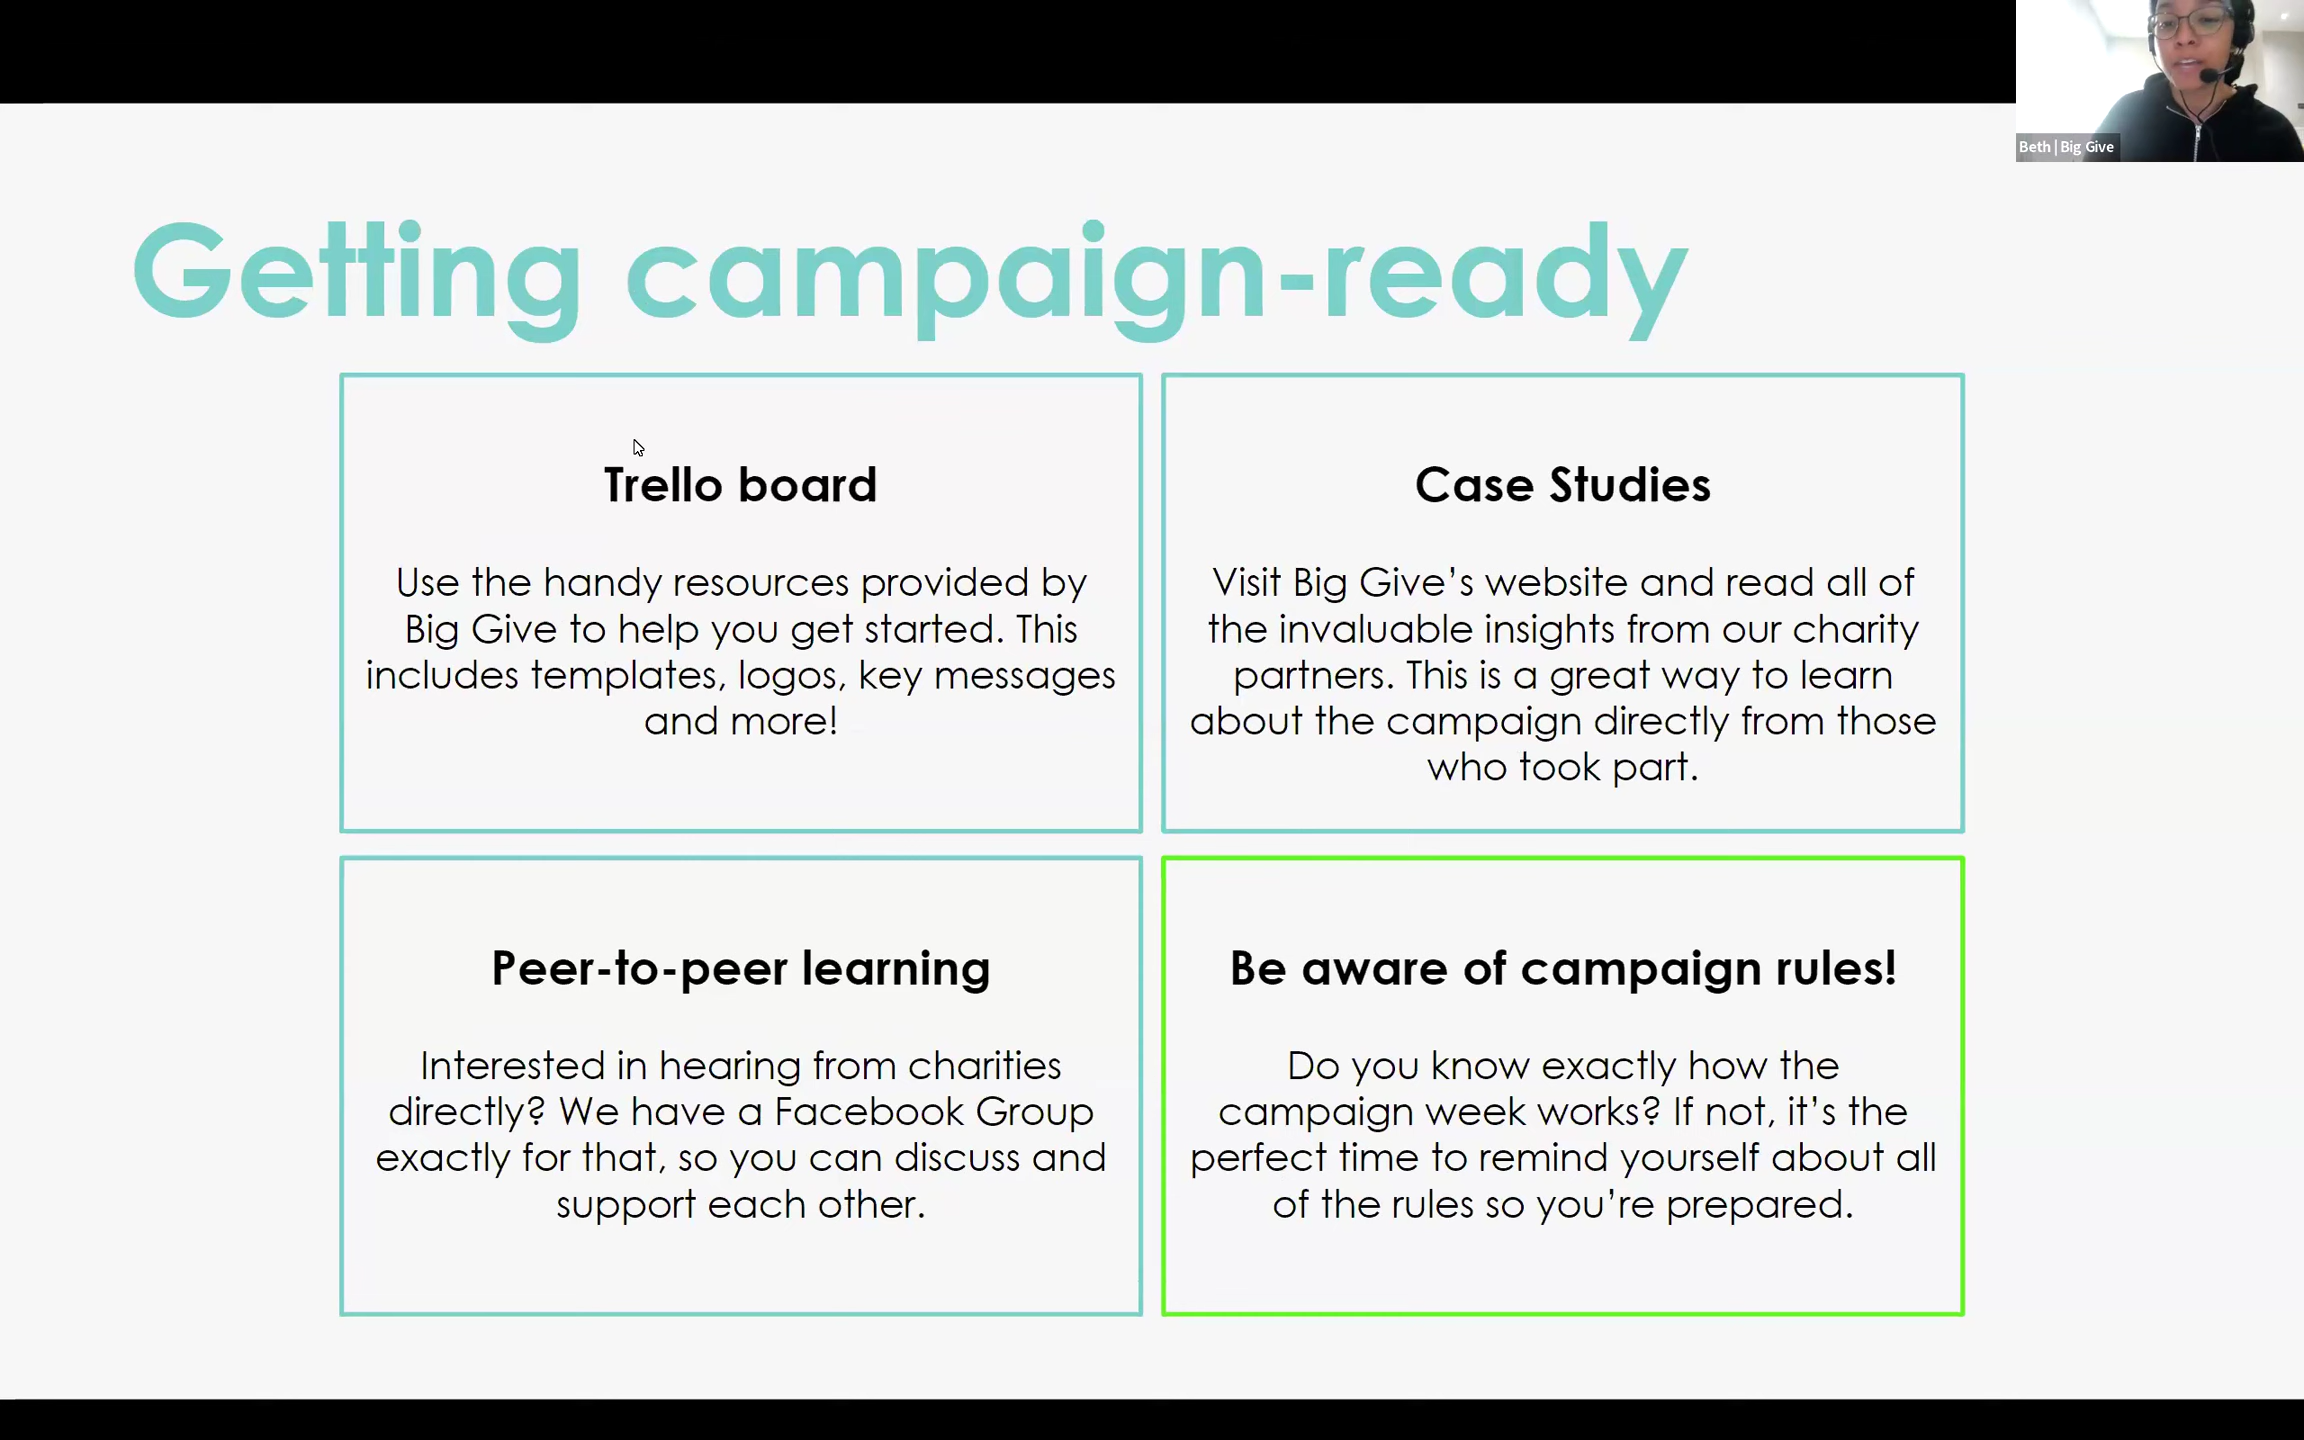 Beth | Big Give
Getting campaign-ready
Trello board
Use the handy resources provided by
Big Give to help you get started. This
includes templates, logos, key messages
and more!
Case Studies
Visit Big Give’s website and read all of
the invaluable insights from our charity
partners. This is a great way to learn
about the campaign directly from those
who took part.
Peer-to-peer learning
Interested in hearing from charities
directly? We have a Facebook Group
exactly for that, so you can discuss and
support each other.
Be aware of campaign rules!
Do you know exactly how the
campaign week works? If not, it’s the
perfect time to remind yourself about all
of the rules so you’re prepared.